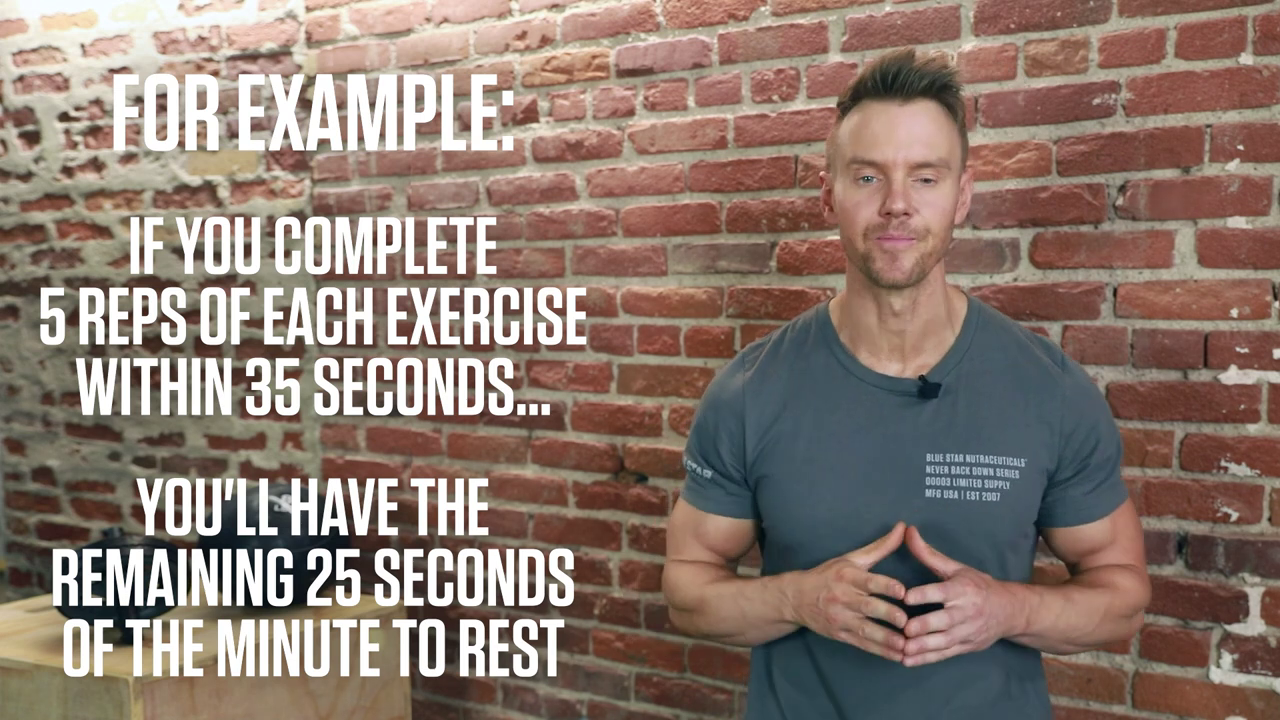 FOR EXAMPLE:
IF YOU COMPLETE
5 REPS OF EACH EXERCISE
WITHIN 35 SECONDS...
YOU'LL HAVE THE
REMAINING 25 SECONDS
OF THE MINUTE TO REST
BLUE STAR NUTRACEUTICALS
NEVER BACK DOWN SERIES
00003 LIMITED SUPPLY
MFG USA | EST 2007